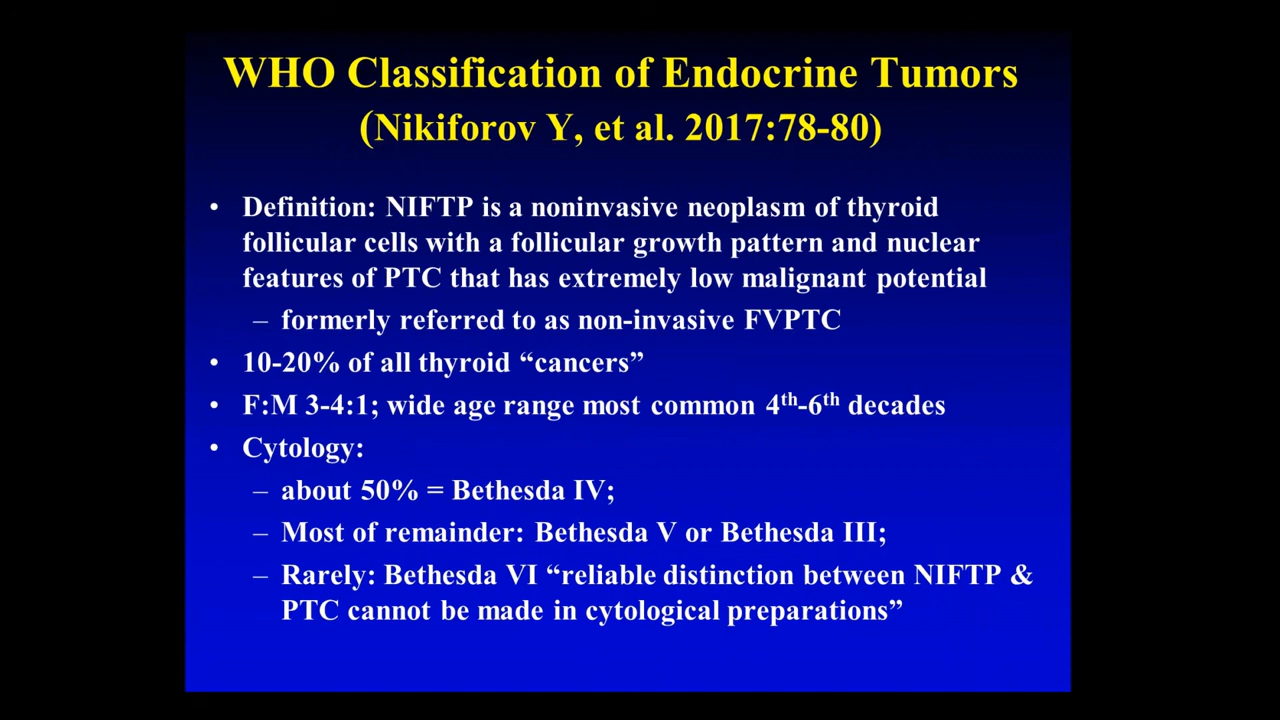 WHO Classification of Endocrine Tumors
(Nikiforov Y, et al. 2017:78-80)
• Definition: NIFTP is a noninvasive neoplasm of thyroid
follicular cells with a follicular growth pattern and nuclear
features of PTC that has extremely low malignant potential
– formerly referred to as non-invasive FVPTC
• 10-20% of all thyroid “cancers”
• F:M 3-4:1; wide age range most common 4th-6th decades
• Cytology:
– about 50% = Bethesda IV;
– Most of remainder: Bethesda V or Bethesda III;
– Rarely: Bethesda VI “reliable distinction between NIFTP &
PTC cannot be made in cytological preparations”